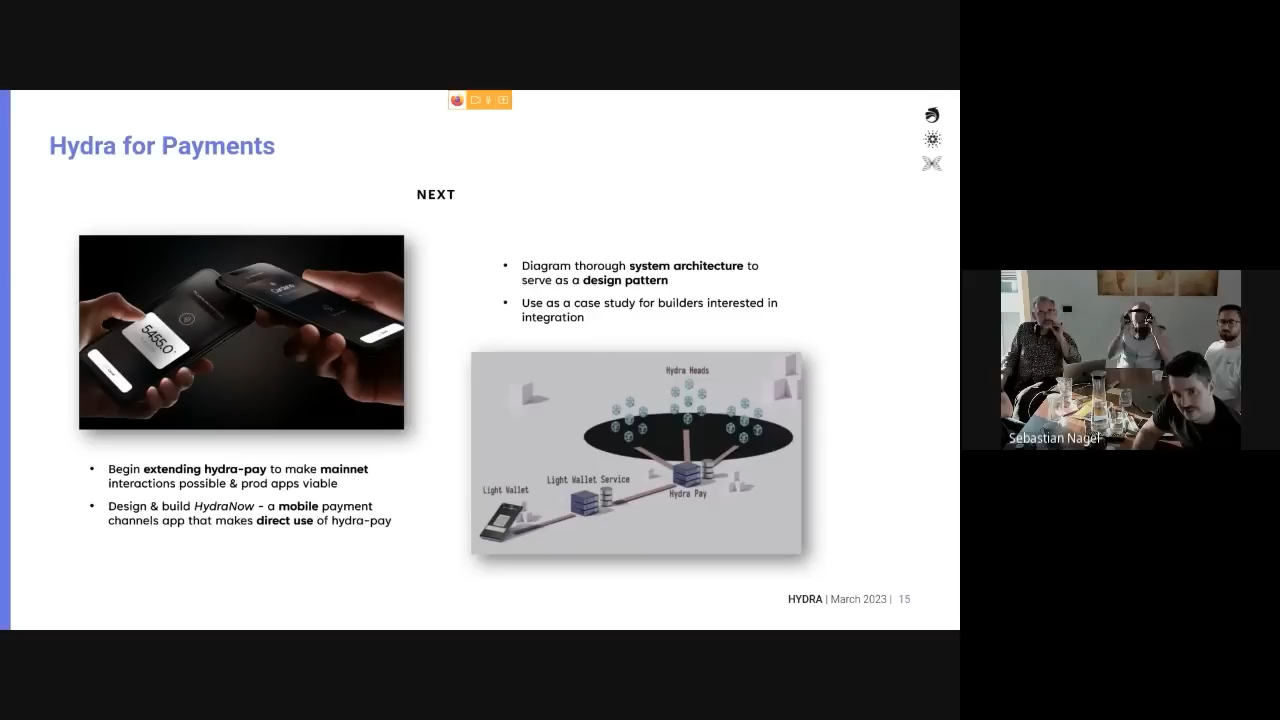 Hydra for Payments
NEXT
5455.0
Cardano
• Begin extending hydra-pay to make mainnet
interactions possible & prod apps viable
• Design & build HydraNow - a mobile payment
channels app that makes direct use of hydra-pay
• Diagram thorough system architecture to
serve as a design pattern
• Use as a case study for builders interested in
integration
Hydra Heads
Light Wallet Service
Light Wallet
Hydra Pay
HYDRA | March 2023 | 15
Sebastian Nagel